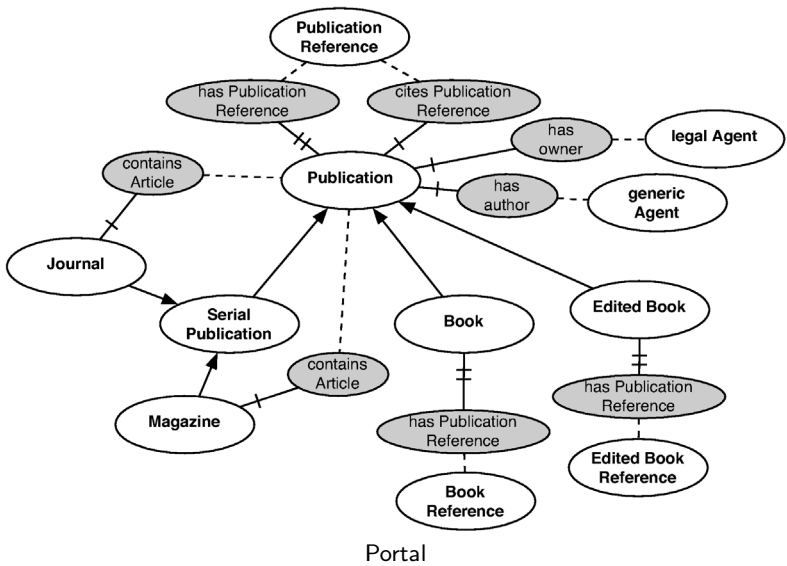 Publication
Reference
has Publication
Reference
cites Publication
Reference
has
owner
legal Agent
contains
Article
Publication
has
author
generic
Agent
Journal
Serial
Publication
Book
Edited Book
contains
Article
has Publication
Reference
Magazine
has Publication
Reference
Edited Book
Reference
Book
Reference
Portal